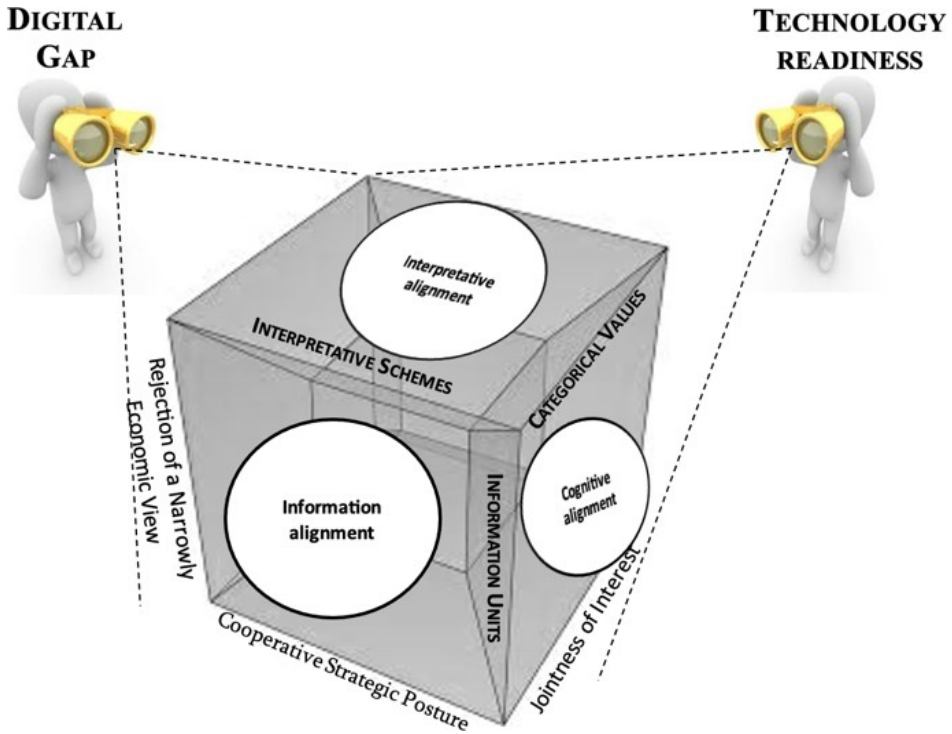 DIGITAL
GAP
TECHNOLOGY
READINESS
Interpretative
alignment
INTERPRETATIVE SCHEMES
CATEGORICAL VALUES
Rejection of a Narrowly
Economic View
Information
alignment
INFORMATION UNITS
Cognitive
alignment
Cooperative Strategic Posture
Jointness of Interest